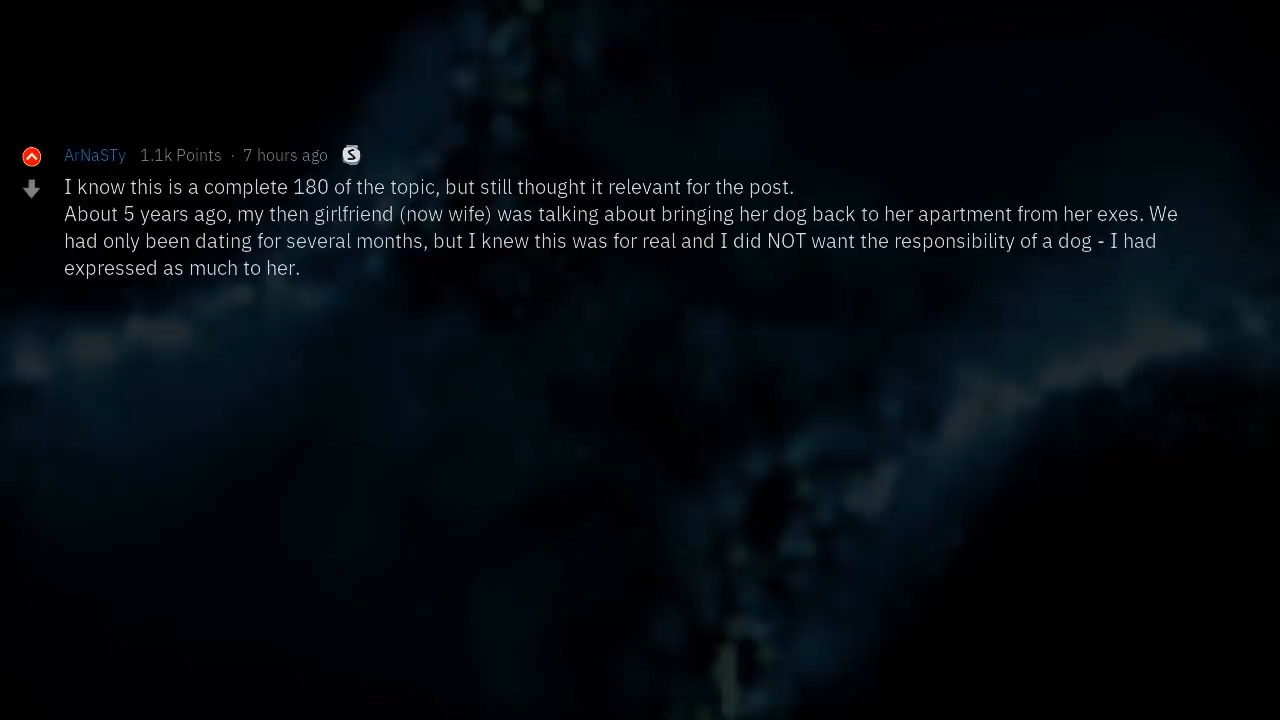 ArNaSTy 1.1k Points · 7 hours ago S
I know this is a complete 180 of the topic, but still thought it relevant for the post.
About 5 years ago, my then girlfriend (now wife) was talking about bringing her dog back to her apartment from her exes. We
had only been dating for several months, but I knew this was for real and I did NOT want the responsibility of a dog - I had
expressed as much to her.